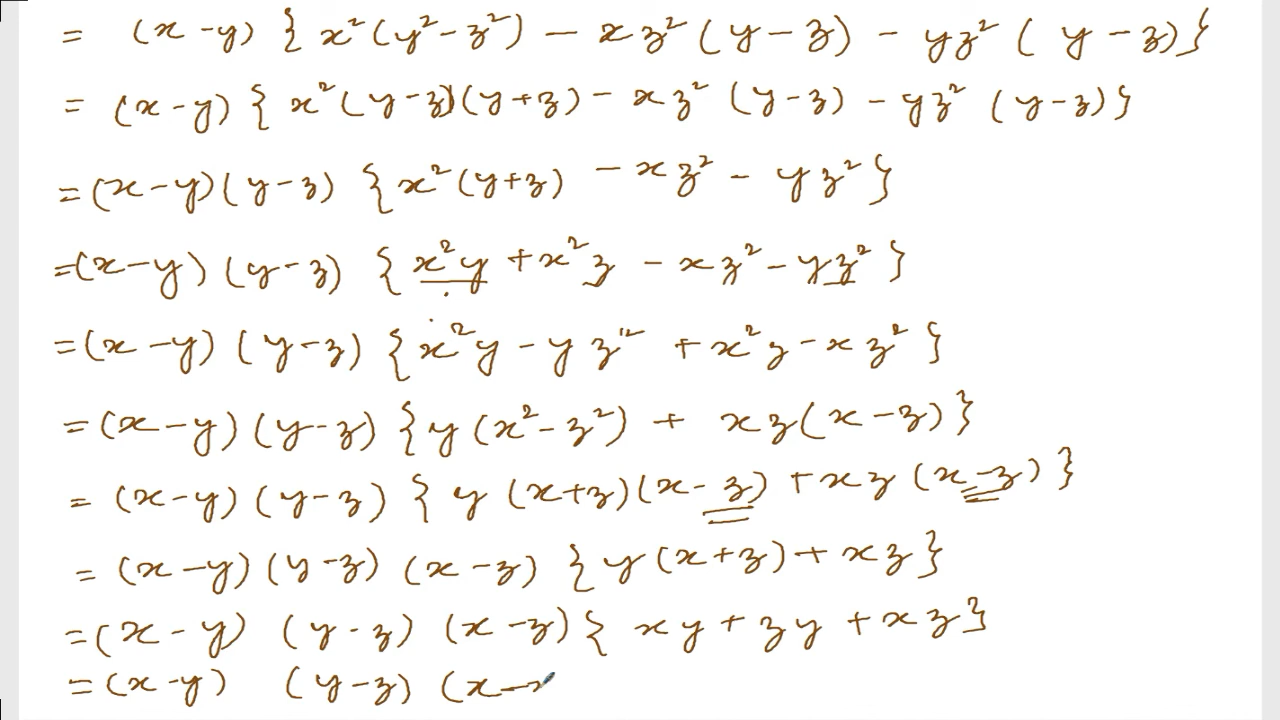 = (x-y) { x²(y²-z²) - xz²(y-z) - yz²(y-z)}
= (x-y) { x²(y-z)(y+z) - xz² (y-z) - yz² (y-z)}
=(x-y)(y-z) {x²(y+z) - xz² - yz²}
=(x-y) (y-z) {x²y + x²z - xz² - yz²}
=(x-y) (y-z) {x²y - yz² + x²z - xz²}
=(x-y) (y-z) {y(x²-z²) + xz(x-z)}
= (x-y) (y-z) { y (x+z)(x-z) + xz (x-z)}
= (x-y) (y-z) (x-z) {y(x+z) + xz}
=(x-y) (y-z) (x-z) { xy + zy + xz}
=(x-y) (y-z) (x-